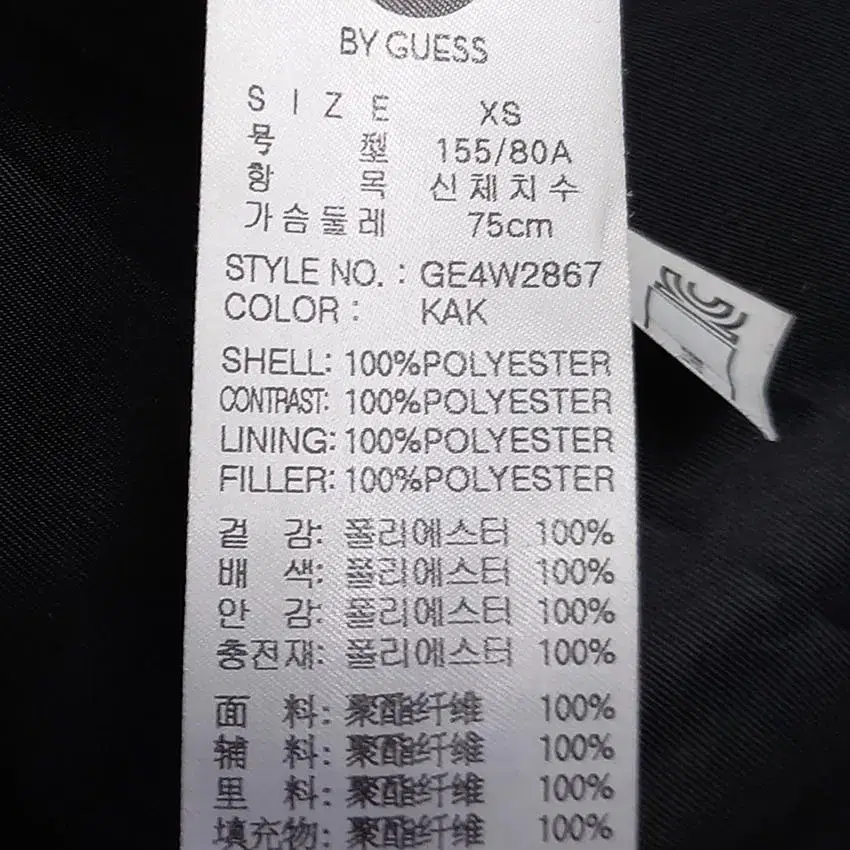 BY GUESS
SIZE XS
号 型 155/80A
항 목 신체치수
가슴둘레 75cm
STYLE NO. : GE4W2867
COLOR : KAK
SHELL: 100%POLYESTER
CONTRAST: 100%POLYESTER
LINING: 100%POLYESTER
FILLER: 100%POLYESTER
겉 감: 폴리에스터 100%
배 색: 폴리에스터 100%
안 감: 폴리에스터 100%
충전재: 폴리에스터 100%
面 料: 聚酯纤维 100%
辅 料: 聚酯纤维 100%
里 料: 聚酯纤维 100%
填充物: 聚酯纤维 100%